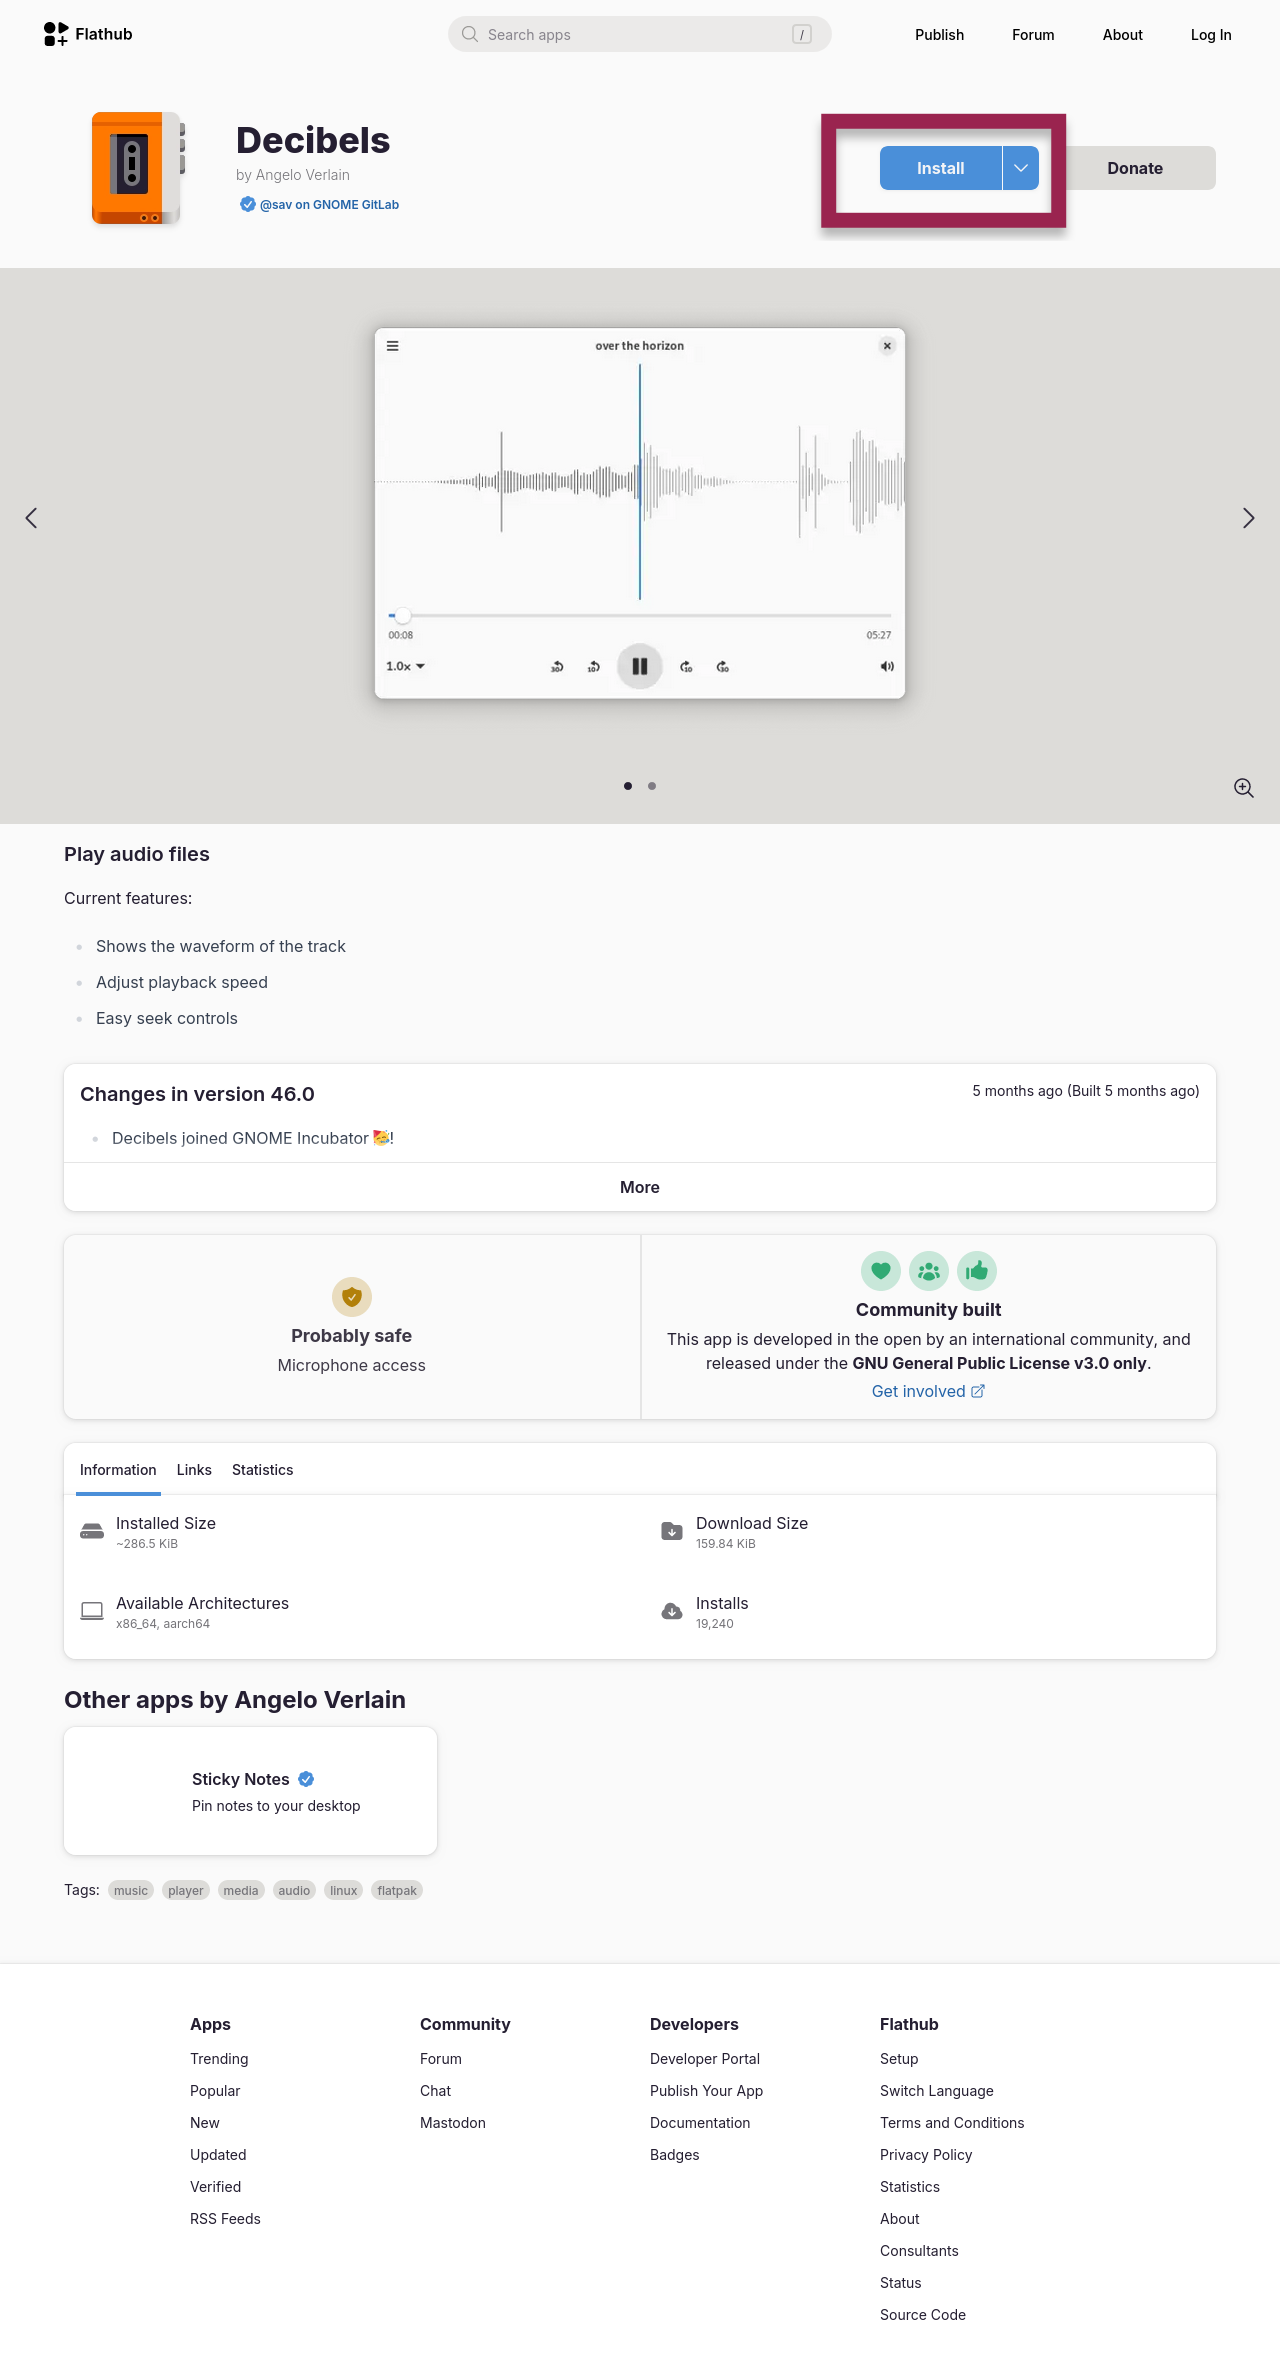 Flathub
Search apps
/
Publish
Forum
About
Log In
Decibels
by Angelo Verlain
@sav on GNOME GitLab
Install
Donate
over the horizon
00:08
05:27
1.0x
30
10
10
30
Play audio files
Current features:
Shows the waveform of the track
Adjust playback speed
Easy seek controls
Changes in version 46.0
5 months ago (Built 5 months ago)
Decibels joined GNOME Incubator 🥳!
More
Probably safe
Microphone access
Community built
This app is developed in the open by an international community, and
released under the GNU General Public License v3.0 only.
Get involved
Information
Links
Statistics
Installed Size
~286.5 KiB
Download Size
159.84 KiB
Available Architectures
x86_64, aarch64
Installs
19,240
Other apps by Angelo Verlain
Sticky Notes
Pin notes to your desktop
Tags: music player media audio linux flatpak
Apps
Trending
Popular
New
Updated
Verified
RSS Feeds
Community
Forum
Chat
Mastodon
Developers
Developer Portal
Publish Your App
Documentation
Badges
Flathub
Setup
Switch Language
Terms and Conditions
Privacy Policy
Statistics
About
Consultants
Status
Source Code